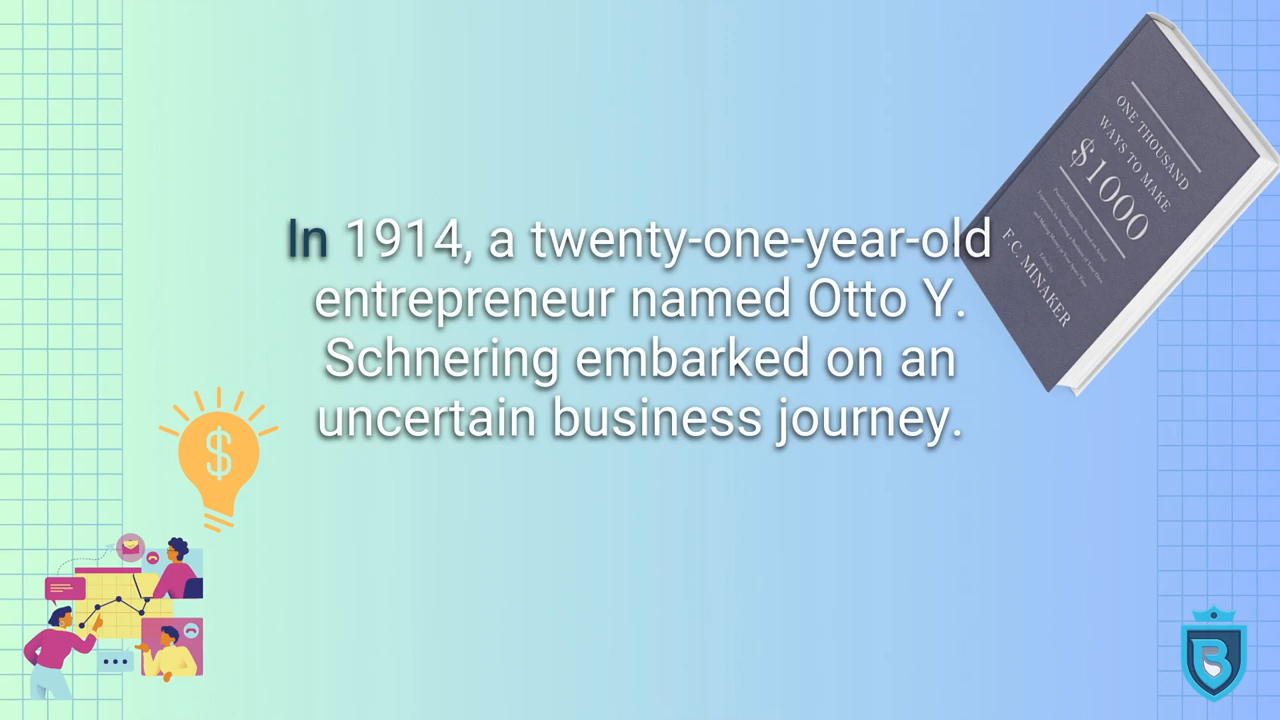 In 1914, a twenty-one-year-old
entrepreneur named Otto Y.
Schnering embarked on an
uncertain business journey.
ONE THOUSAND
WAYS TO MAKE
$1000
F.C. MINAKER
$
B